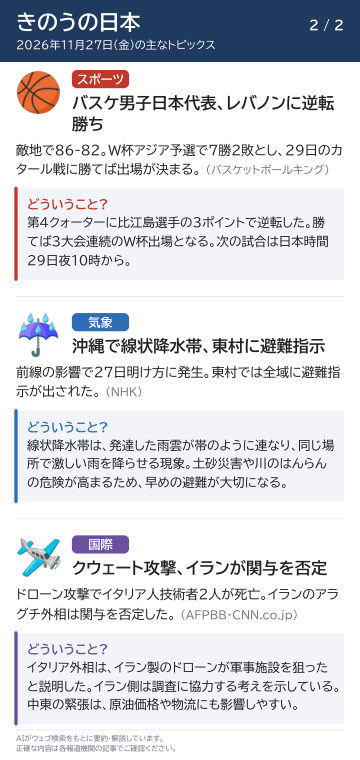 きのうの日本
2 / 2
2026年11月27日(金)の主なトピックス
スポーツ
バスケ男子日本代表、レバノンに逆転
勝ち
敵地で86-82。W杯アジア予選で7勝2敗とし、29日のカ
タール戦に勝てば出場が決まる。（バスケットボールキング）
どういうこと？
第4クォーターに比江島選手の3ポイントで逆転した。勝
てば3大会連続のW杯出場となる。次の試合は日本時間
29日夜10時から。
気象
沖縄で線状降水帯、東村に避難指示
前線の影響で27日明け方に発生。東村では全域に避難指
示が出された。（NHK）
どういうこと？
線状降水帯は、発達した雨雲が帯のように連なり、同じ場
所で激しい雨を降らせる現象。土砂災害や川のはんらん
の危険が高まるため、早めの避難が大切になる。
国際
クウェート攻撃、イランが関与を否定
ドローン攻撃でイタリア人技術者2人が死亡。イランのアラ
グチ外相は関与を否定した。（AFPBB・CNN.co.jp）
どういうこと？
イタリア外相は、イラン製のドローンが軍事施設を狙った
と説明した。イラン側は調査に協力する考えを示している。
中東の緊張は、原油価格や物流にも影響しやすい。
AIがウェブ検索をもとに要約・解説しています。
正確な内容は各報道機関の記事でご確認ください。